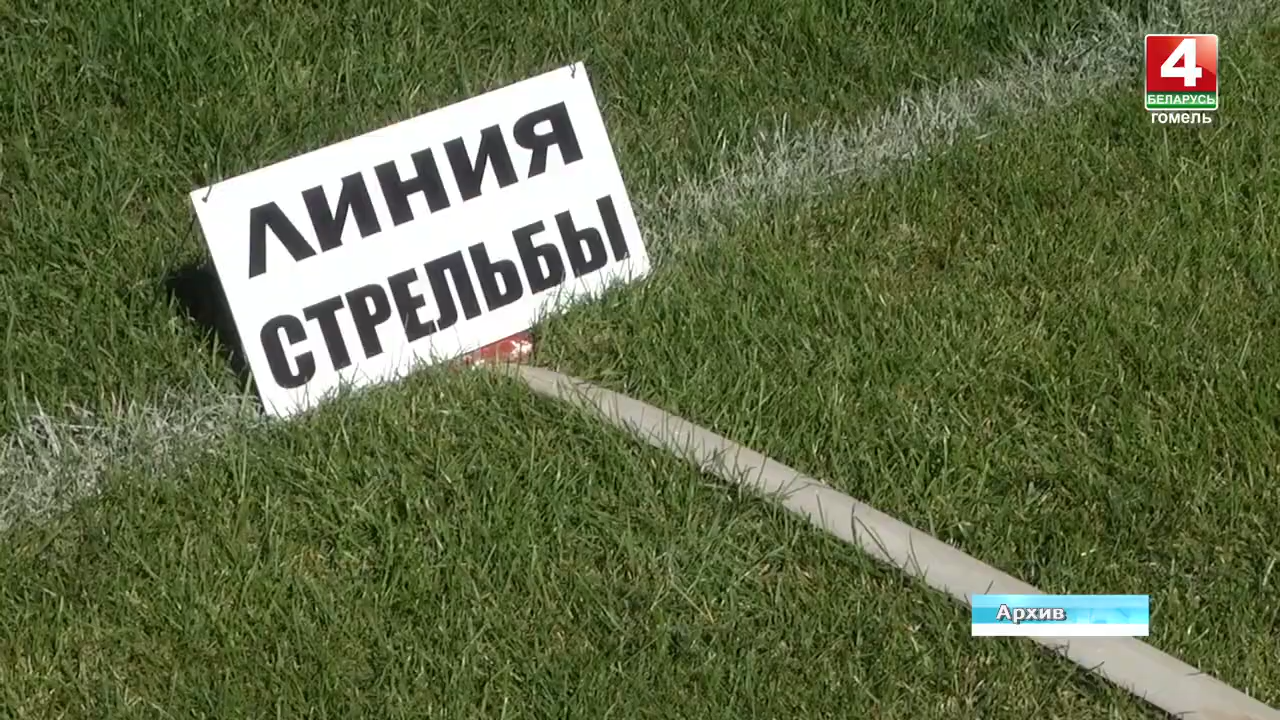 ЛИНИЯ
СТРЕЛЬБЫ
4
БЕЛАРУСЬ
гомель
Архив